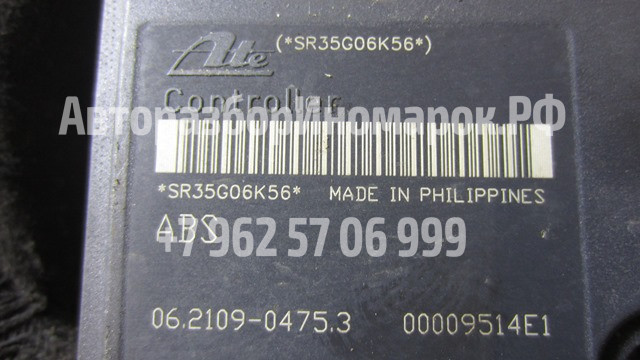 Ate (*SR35G06K56*)
Controller
Авторазбориномарок.РФ
*SR35G06K56* MADE IN PHILIPPINES
ABS
+7 962 57 06 999
06.2109-0475.3 00009514E1